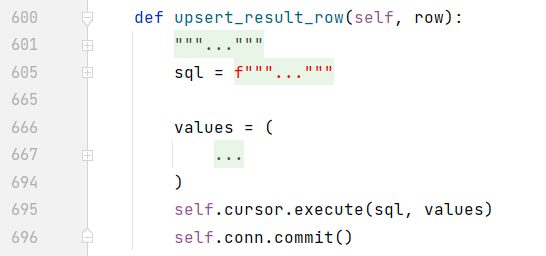 600 def upsert_result_row(self, row):
601 """..."""
605 sql = f"""..."""
665
666 values = (
667 ...
694 )
695 self.cursor.execute(sql, values)
696 self.conn.commit()